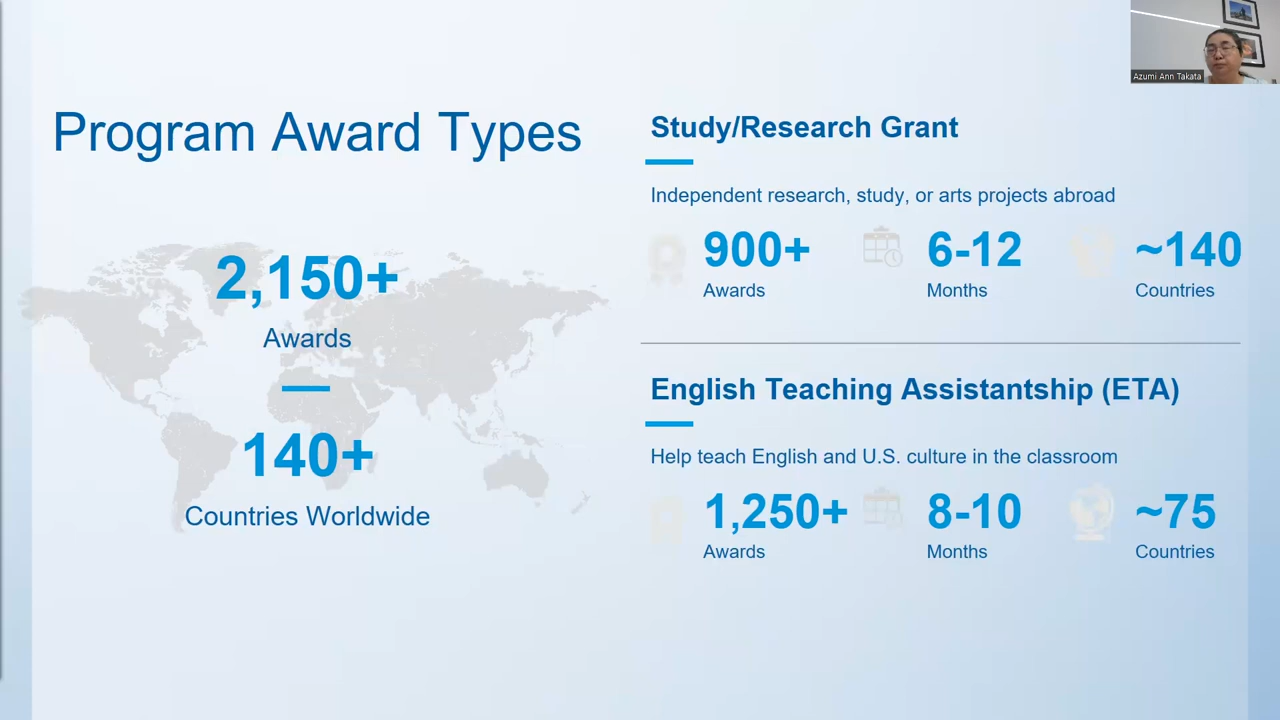 Azumi Ann Takata
Program Award Types
2,150+
Awards
140+
Countries Worldwide
Study/Research Grant
Independent research, study, or arts projects abroad
900+ 6-12 ~140
Awards Months Countries
English Teaching Assistantship (ETA)
Help teach English and U.S. culture in the classroom
1,250+ 8-10 ~75
Awards Months Countries